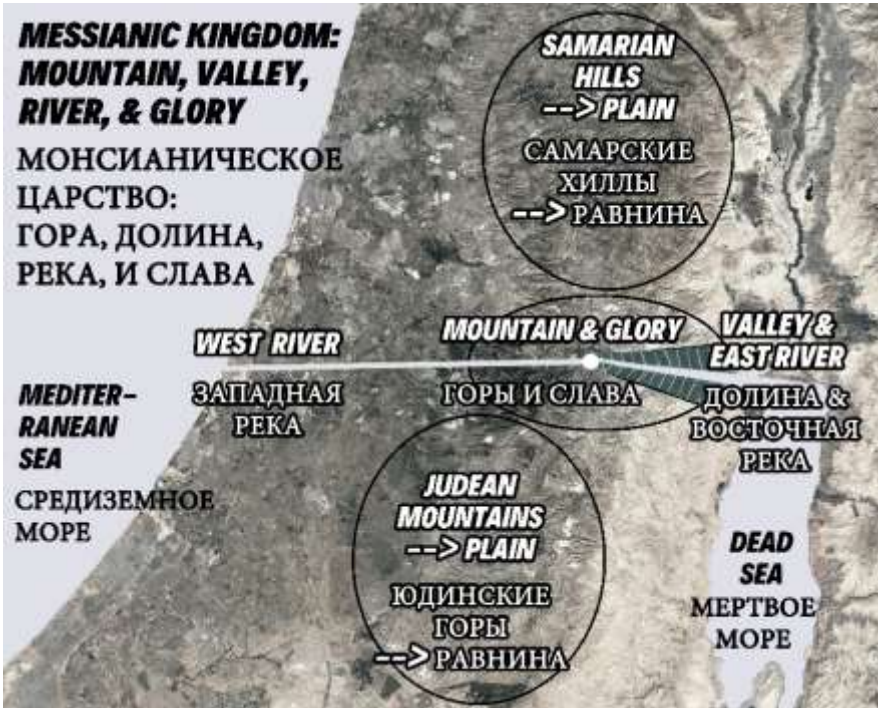 MESSIANIC KINGDOM:
MOUNTAIN, VALLEY,
RIVER, & GLORY
МОНСИАНИЧЕСКОЕ
ЦАРСТВО:
ГОРА, ДОЛИНА,
РЕКА, И СЛАВА
SAMARIAN
HILLS
--> PLAIN
САМАРСКИЕ
ХИЛЛЫ
--> РАВНИНА
WEST RIVER
ЗАПАДНАЯ
РЕКА
MOUNTAIN & GLORY
ГОРЫ И СЛАВА
VALLEY &
EAST RIVER
ДОЛИНА &
ВОСТОЧНАЯ
РЕКА
MEDITER-
RANEAN
SEA
СРЕДИЗЕМНОЕ
МОРЕ
JUDEAN
MOUNTAINS
--> PLAIN
ЮДИНСКИЕ
ГОРЫ
--> РАВНИНА
DEAD
SEA
МЕРТВОЕ
МОРЕ